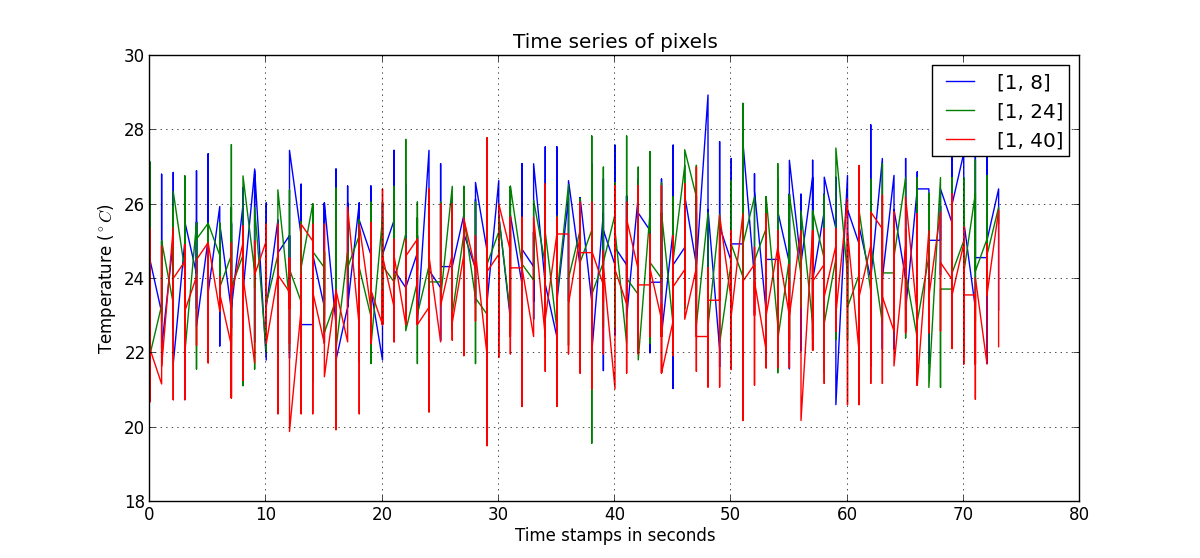 Time series of pixels
30
28
26
24
22
20
18
Temperature (°C)
[1, 8]
[1, 24]
[1, 40]
0 10 20 30 40 50 60 70 80
Time stamps in seconds